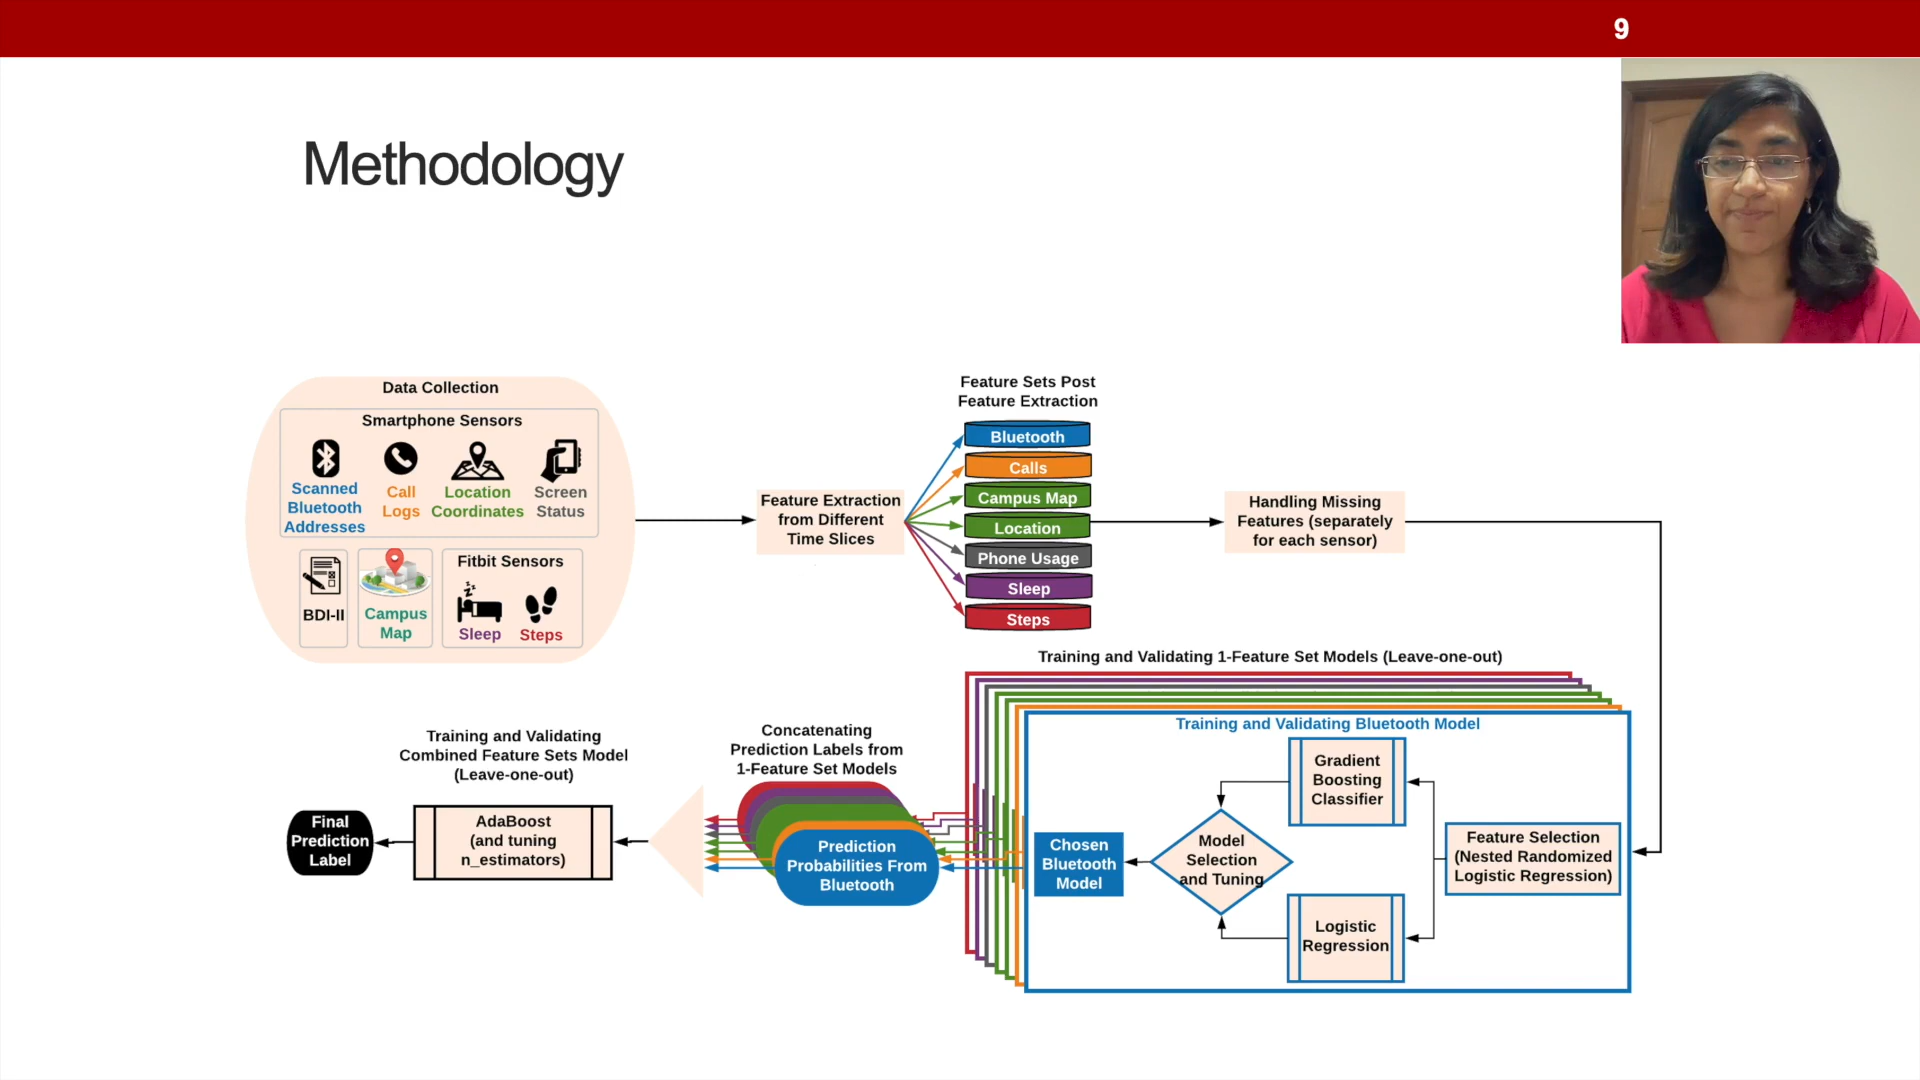 9
Methodology
Data Collection
Smartphone Sensors
Scanned
Bluetooth
Addresses
Call
Logs
Location
Coordinates
Screen
Status
BDI-II
Campus
Map
Fitbit Sensors
Sleep
Steps
Feature Extraction
from Different
Time Slices
Feature Sets Post
Feature Extraction
Bluetooth
Calls
Campus Map
Location
Phone Usage
Sleep
Steps
Handling Missing
Features (separately
for each sensor)
Training and Validating 1-Feature Set Models (Leave-one-out)
Training and Validating Bluetooth Model
Feature Selection
(Nested Randomized
Logistic Regression)
Gradient
Boosting
Classifier
Logistic
Regression
Model
Selection
and Tuning
Chosen
Bluetooth
Model
Concatenating
Prediction Labels from
1-Feature Set Models
Prediction
Probabilities From
Bluetooth
Training and Validating
Combined Feature Sets Model
(Leave-one-out)
AdaBoost
(and tuning
n_estimators)
Final
Prediction
Label